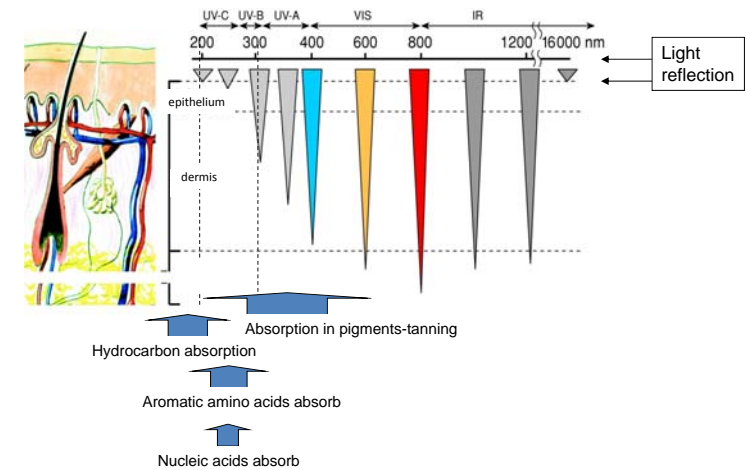 UV-C UV-B UV-A VIS IR
200 300 400 600 800 1200 16000 nm
Light
reflection
epithelium
dermis
Absorption in pigments-tanning
Hydrocarbon absorption
Aromatic amino acids absorb
Nucleic acids absorb